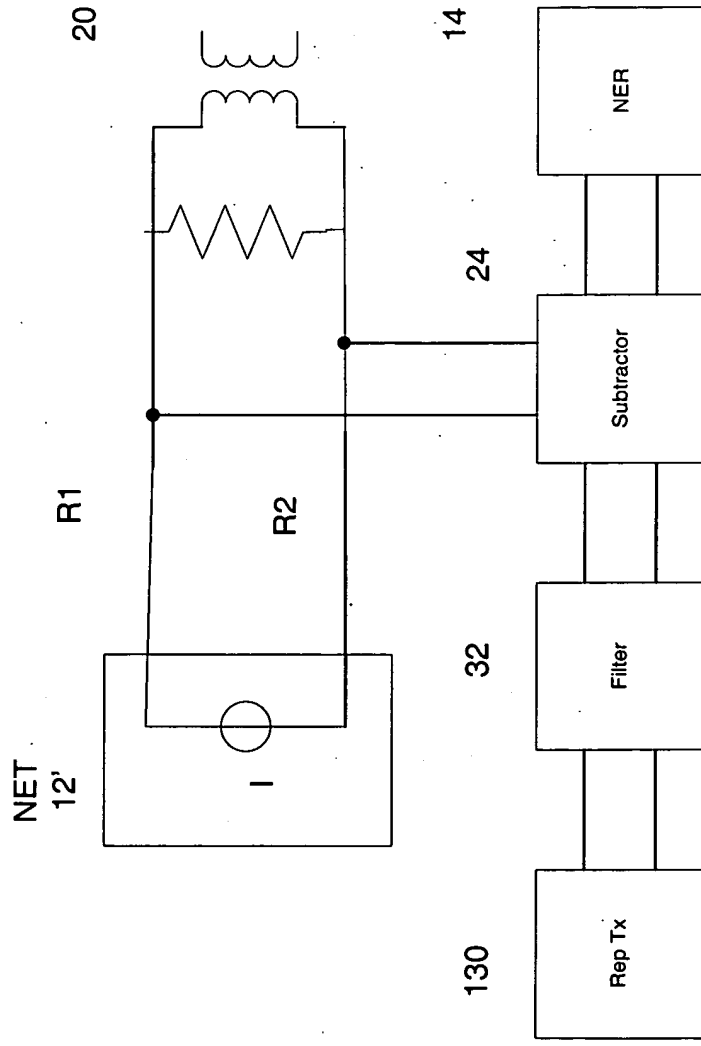 NET
12'
I
R1
R2
20
130
32
24
14
Rep Tx
Filter
Subtractor
NER